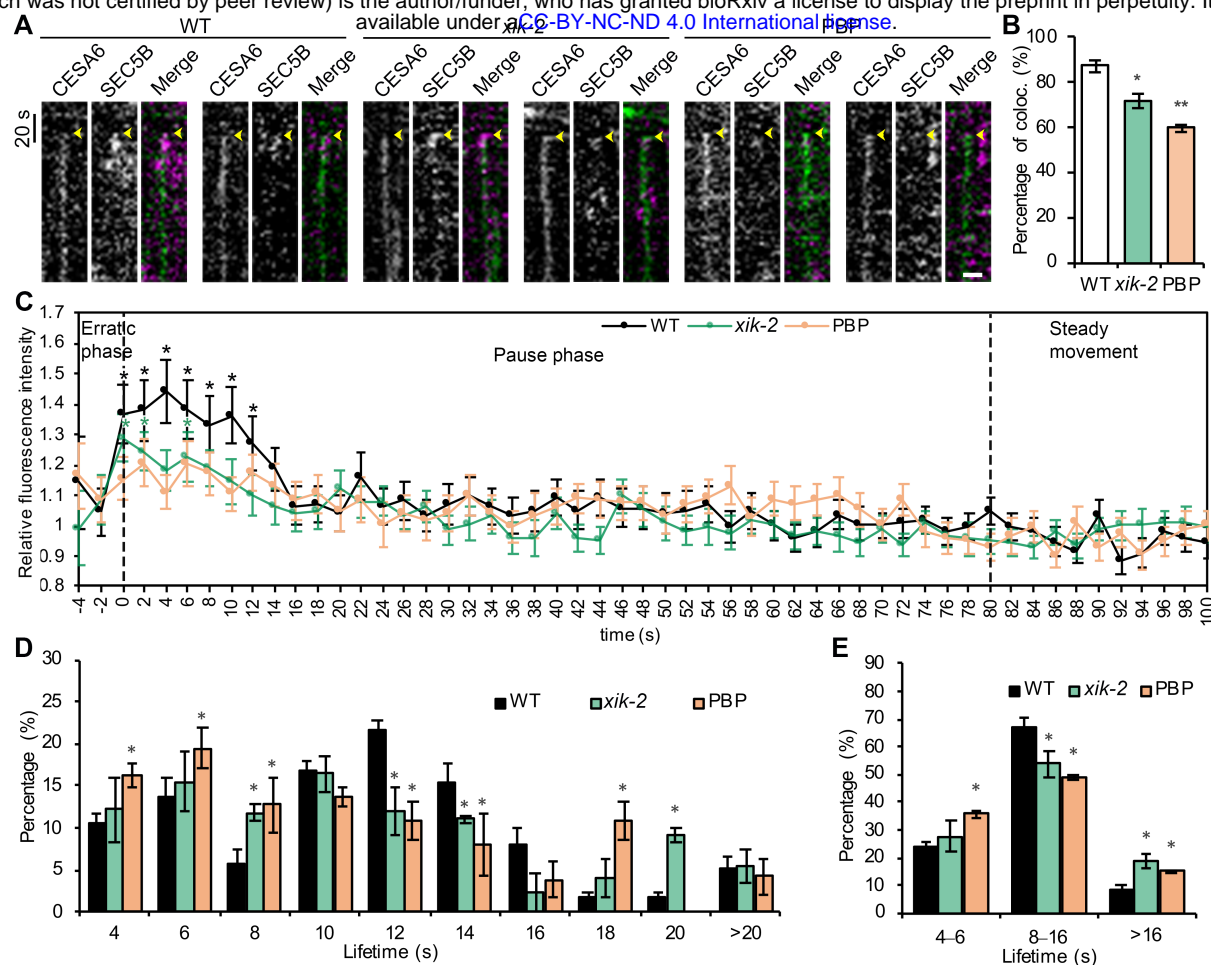 ch was not certified by peer review) is the author/funder, who has granted bioRxiv a license to display the preprint in perpetuity. It
available under aCC-BY-NC-ND 4.0 International license.
A
WT
xik-2
PBP
CESA6 SEC5B Merge CESA6 SEC5B Merge CESA6 SEC5B Merge CESA6 SEC5B Merge CESA6 SEC5B Merge CESA6 SEC5B Merge
20 s
B
Percentage of coloc. (%)
100
80
60
40
20
0
*
**
WT xik-2 PBP
C
Relative fluorescence intensity
1.7
1.6
1.5
1.4
1.3
1.2
1.1
1
0.9
0.8
Erratic
phase
WT xik-2 PBP
Pause phase
Steady
movement
* * * * * * *
* * *
-4 -2 0 2 4 6 8 10 12 14 16 18 20 22 24 26 28 30 32 34 36 38 40 42 44 46 48 50 52 54 56 58 60 62 64 66 68 70 72 74 76 78 80 82 84 86 88 90 92 94 96 98 100
time (s)
D
Percentage (%)
30
25
20
15
10
5
0
WT xik-2 PBP
* * * * * * * * * *
4 6 8 10 12 14 16 18 20 >20
Lifetime (s)
E
Percentage (%)
90
80
70
60
50
40
30
20
10
0
WT xik-2 PBP
* * * * *
4–6 8–16 >16
Lifetime (s)